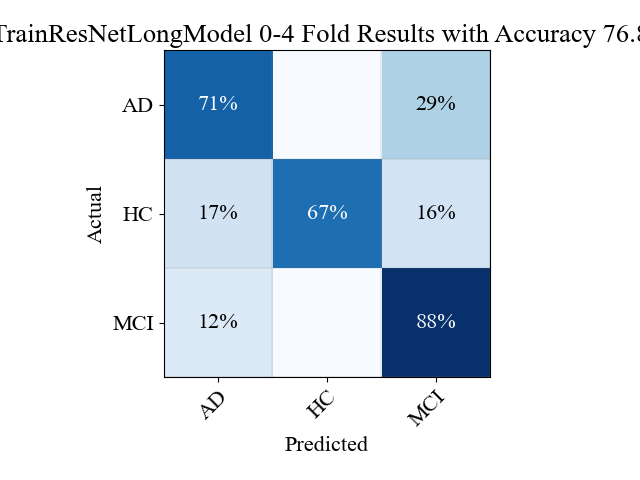 TrainResNetLongModel 0-4 Fold Results with Accuracy 76.8
AD 71% 29%
HC 17% 67% 16%
MCI 12% 88%
Actual
AD HC MCI
Predicted